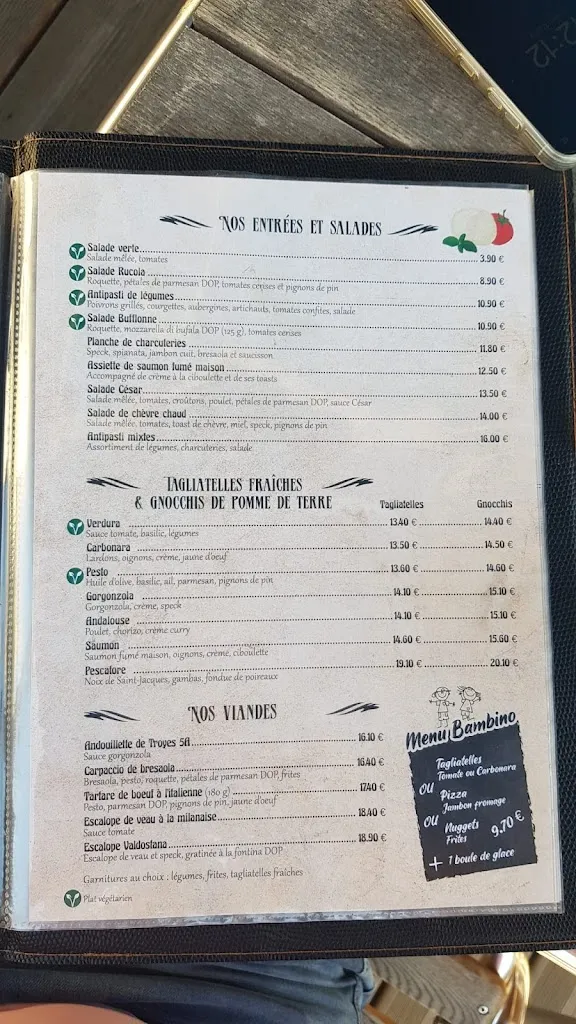 NOS ENTRÉES ET SALADES
Salade verte 3.90 €
Salade mêlée, tomates
Salade Rucola 8.90 €
Roquette, pétales de parmesan DOP, tomates cerises et pignons de pin
Antipasti de légumes 10.90 €
Poivrons grillés, courgettes, aubergines, artichauts, tomates confites, salade
Salade Bufflonne 10.90 €
Roquette, mozzarella di bufala DOP (125 g), tomates cerises
Planche de charcuteries 11.80 €
Speck, spianata, jambon cuit, bresaola et saucisson
Assiette de saumon fumé maison 12.50 €
Accompagné de crème à la ciboulette et de ses toasts
Salade César 13.50 €
Salade mêlée, tomates, croûtons, poulet, pétales de parmesan DOP, sauce César
Salade de chèvre chaud 14.00 €
Salade mêlée, tomates, toast de chèvre, miel, speck, pignons de pin
Antipasti mixtes 16.00 €
Assortiment de légumes, charcuteries, salade
TAGLIATELLES FRAÎCHES
& GNOCCHIS DE POMME DE TERRE Tagliatelles Gnocchis
Verdura 13.40 € 14.40 €
Sauce tomate, basilic, légumes
Carbonara 13.50 € 14.50 €
Lardons, oignons, crème, jaune d'oeuf
Pesto 13.60 € 14.60 €
Huile d'olive, basilic, ail, parmesan, pignons de pin
Gorgonzola 14.10 € 15.10 €
Gorgonzola, crème, speck
Andalouse 14.10 € 15.10 €
Poulet, chorizo, crème curry
Saumon 14.60 € 15.60 €
Saumon fumé maison, oignons, crème, ciboulette
Pescatore 19.10 € 20.10 €
Noix de Saint-Jacques, gambas, fondue de poireaux
NOS VIANDES
Andouillette de Troyes 5A 16.10 €
Sauce gorgonzola
Carpaccio de bresaola 16.40 €
Bresaola, pesto, roquette, pétales de parmesan DOP, frites
Tartare de boeuf à l'italienne (180 g) 17.40 €
Pesto, parmesan DOP, pignons de pin, jaune d'oeuf
Escalope de veau à la milanaise 18.40 €
Sauce tomate
Escalope Valdostana 18.90 €
Escalope de veau et speck, gratinée à la fontina DOP
Garnitures au choix : légumes, frites, tagliatelles fraîches
Plat végétarien
Menu Bambino
Tagliatelles
Tomate ou Carbonara
OU Pizza
Jambon fromage
OU Nuggets
Frites 9.70 €
+ 1 boule de glace
12:12